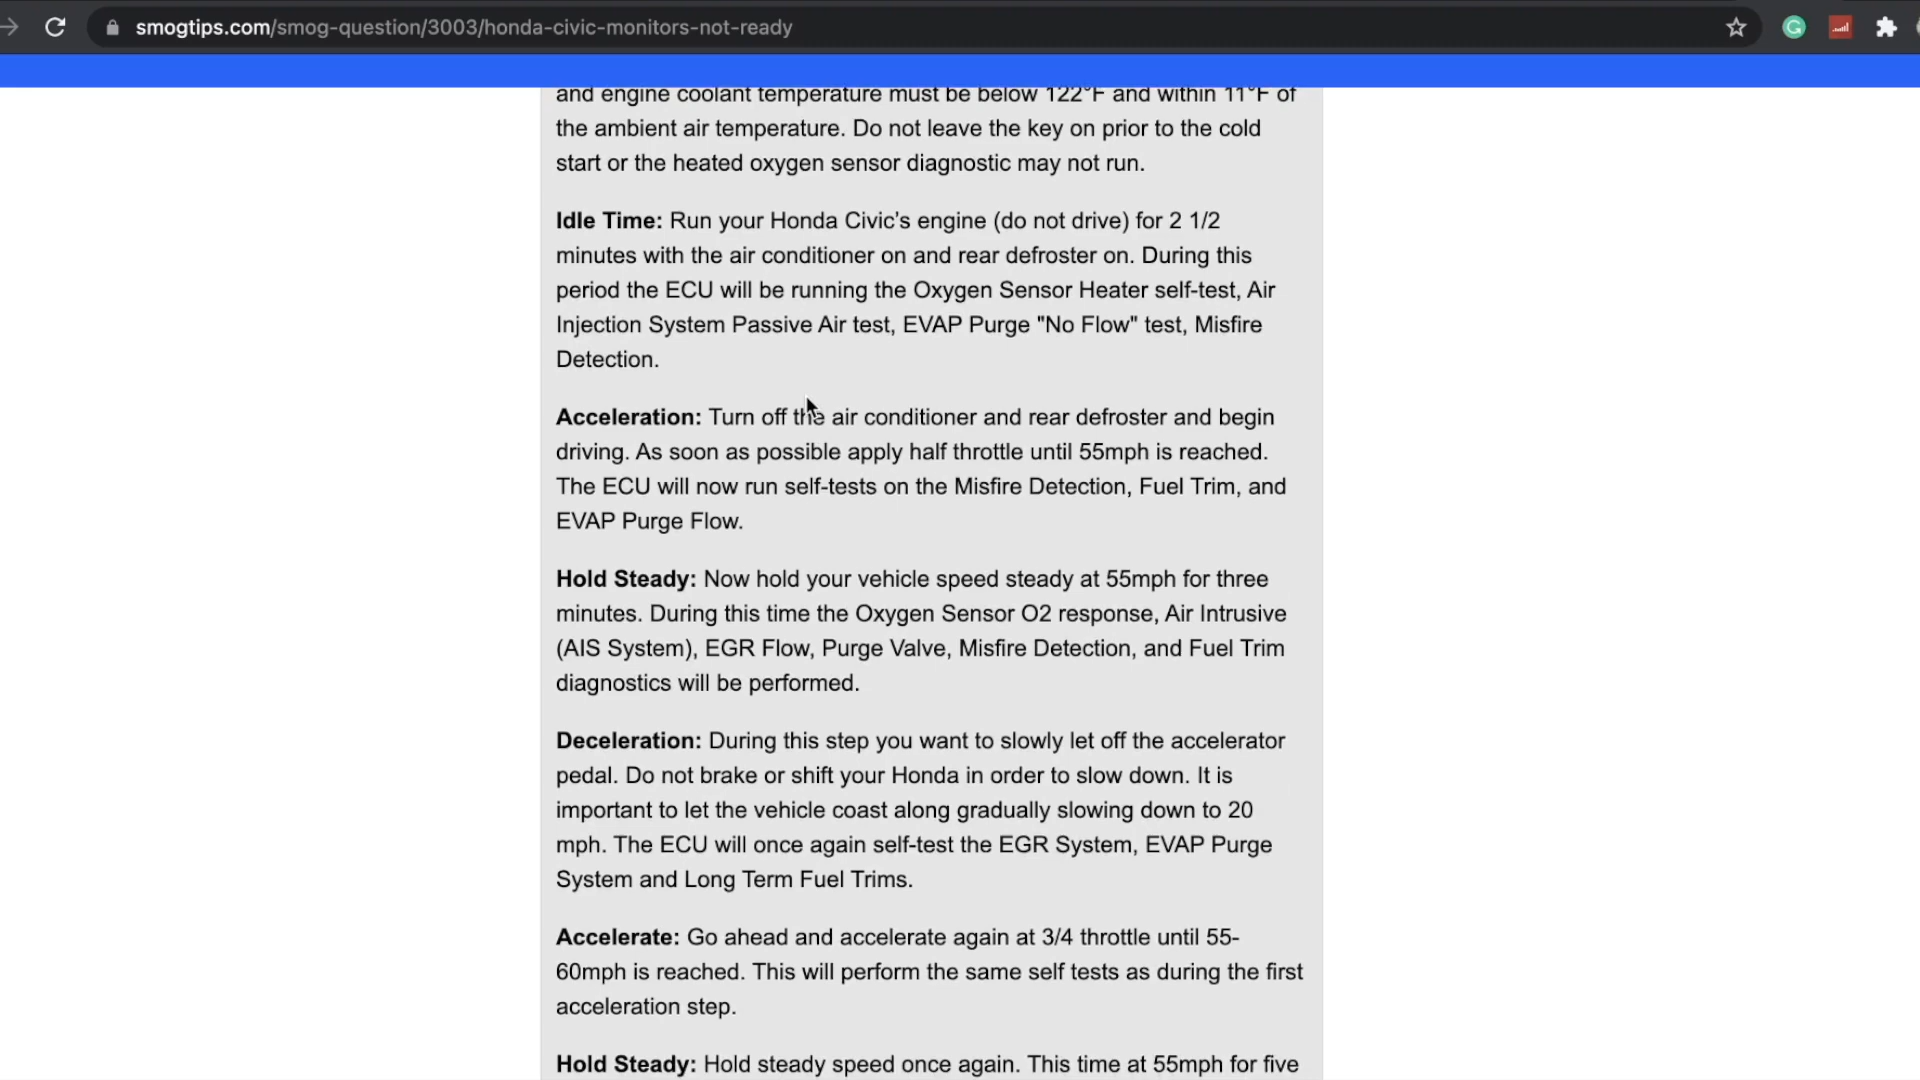 smogtips.com/smog-question/3003/honda-civic-monitors-not-ready
and engine coolant temperature must be below 122°F and within 11°F of
the ambient air temperature. Do not leave the key on prior to the cold
start or the heated oxygen sensor diagnostic may not run.
Idle Time: Run your Honda Civic’s engine (do not drive) for 2 1/2
minutes with the air conditioner on and rear defroster on. During this
period the ECU will be running the Oxygen Sensor Heater self-test, Air
Injection System Passive Air test, EVAP Purge "No Flow" test, Misfire
Detection.
Acceleration: Turn off the air conditioner and rear defroster and begin
driving. As soon as possible apply half throttle until 55mph is reached.
The ECU will now run self-tests on the Misfire Detection, Fuel Trim, and
EVAP Purge Flow.
Hold Steady: Now hold your vehicle speed steady at 55mph for three
minutes. During this time the Oxygen Sensor O2 response, Air Intrusive
(AIS System), EGR Flow, Purge Valve, Misfire Detection, and Fuel Trim
diagnostics will be performed.
Deceleration: During this step you want to slowly let off the accelerator
pedal. Do not brake or shift your Honda in order to slow down. It is
important to let the vehicle coast along gradually slowing down to 20
mph. The ECU will once again self-test the EGR System, EVAP Purge
System and Long Term Fuel Trims.
Accelerate: Go ahead and accelerate again at 3/4 throttle until 55-
60mph is reached. This will perform the same self tests as during the first
acceleration step.
Hold Steady: Hold steady speed once again. This time at 55mph for five